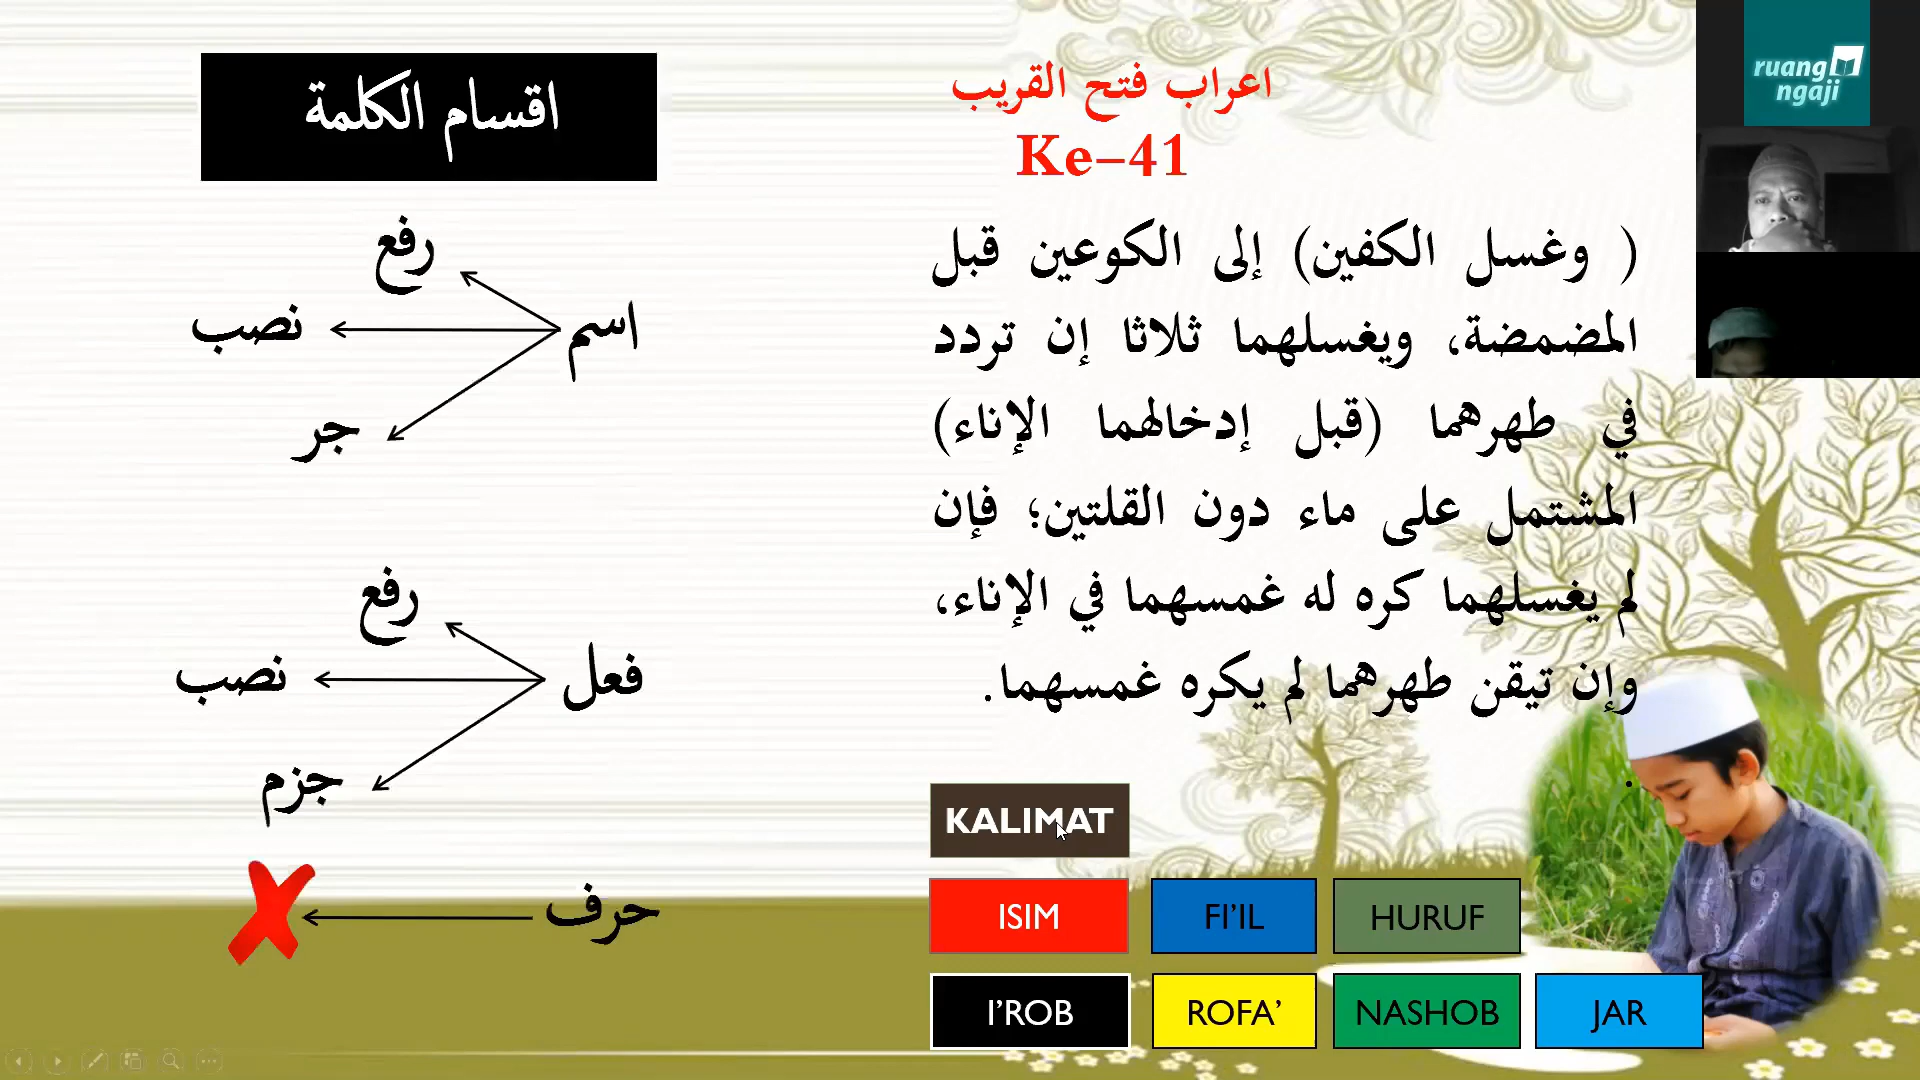 اقسام الكلمة
رفع
نصب
اسم
جر
رفع
نصب
فعل
جزم
حرف
اعراب فتح القريب
Ke-41
( وغسل الكفين) إلى الكوعين قبل
المضمضة، ويغسلهما ثلاثا إن تردد
في طهرهما (قبل إدخالهما الإناء)
المشتمل على ماء دون القلتين؛ فإن
لم يغسلهما كره له غمسهما في الإناء،
وإن تيقن طهرهما لم يكره غمسهما.
.
KALIMAT
ISIM FI'IL HURUF
I'ROB ROFA' NASHOB JAR
ruang
ngaji